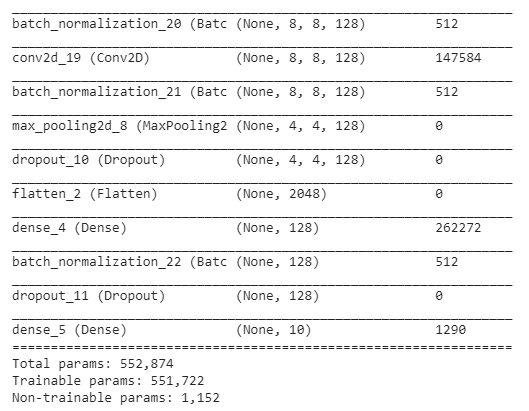 _________________________________________________________________
batch_normalization_20 (Batc (None, 8, 8, 128) 512
_________________________________________________________________
conv2d_19 (Conv2D) (None, 8, 8, 128) 147584
_________________________________________________________________
batch_normalization_21 (Batc (None, 8, 8, 128) 512
_________________________________________________________________
max_pooling2d_8 (MaxPooling2 (None, 4, 4, 128) 0
_________________________________________________________________
dropout_10 (Dropout) (None, 4, 4, 128) 0
_________________________________________________________________
flatten_2 (Flatten) (None, 2048) 0
_________________________________________________________________
dense_4 (Dense) (None, 128) 262272
_________________________________________________________________
batch_normalization_22 (Batc (None, 128) 512
_________________________________________________________________
dropout_11 (Dropout) (None, 128) 0
_________________________________________________________________
dense_5 (Dense) (None, 10) 1290
=================================================================
Total params: 552,874
Trainable params: 551,722
Non-trainable params: 1,152